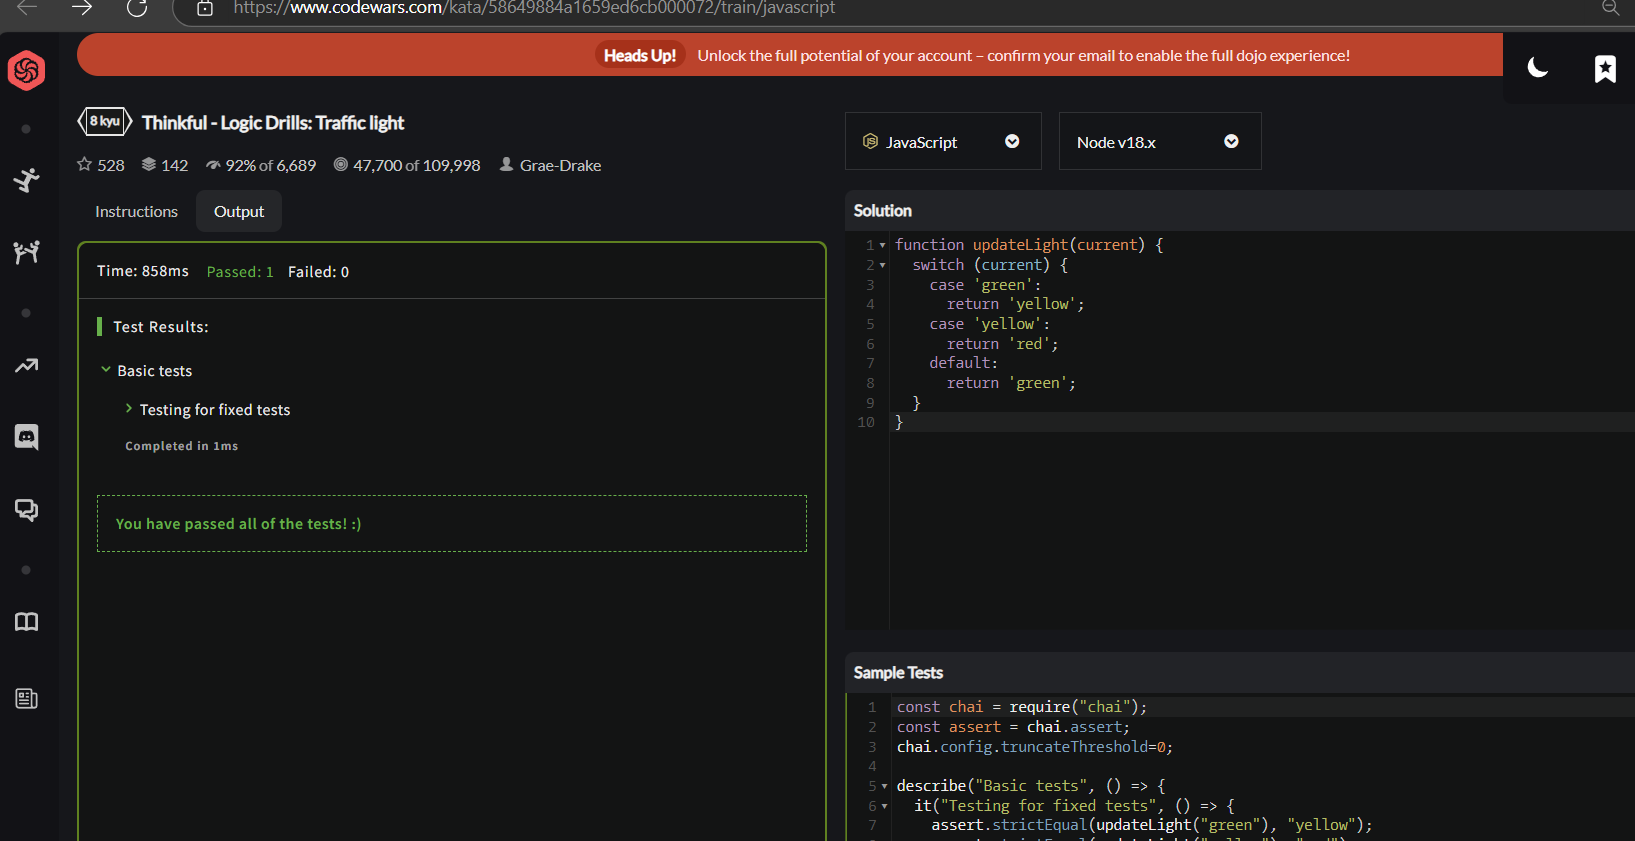 https://www.codewars.com/kata/58649884a1659ed6cb000072/train/javascript
Heads Up! Unlock the full potential of your account – confirm your email to enable the full dojo experience!
8 kyu Thinkful - Logic Drills: Traffic light
528 142 92% of 6,689 47,700 of 109,998 Grae-Drake
Instructions Output
Time: 858ms Passed: 1 Failed: 0
Test Results:
Basic tests
Testing for fixed tests
Completed in 1ms
You have passed all of the tests! :)
JavaScript Node v18.x
Solution
1 function updateLight(current) {
2 switch (current) {
3 case 'green':
4 return 'yellow';
5 case 'yellow':
6 return 'red';
7 default:
8 return 'green';
9 }
10 }
Sample Tests
1 const chai = require("chai");
2 const assert = chai.assert;
3 chai.config.truncateThreshold=0;
4
5 describe("Basic tests", () => {
6 it("Testing for fixed tests", () => {
7 assert.strictEqual(updateLight("green"), "yellow");